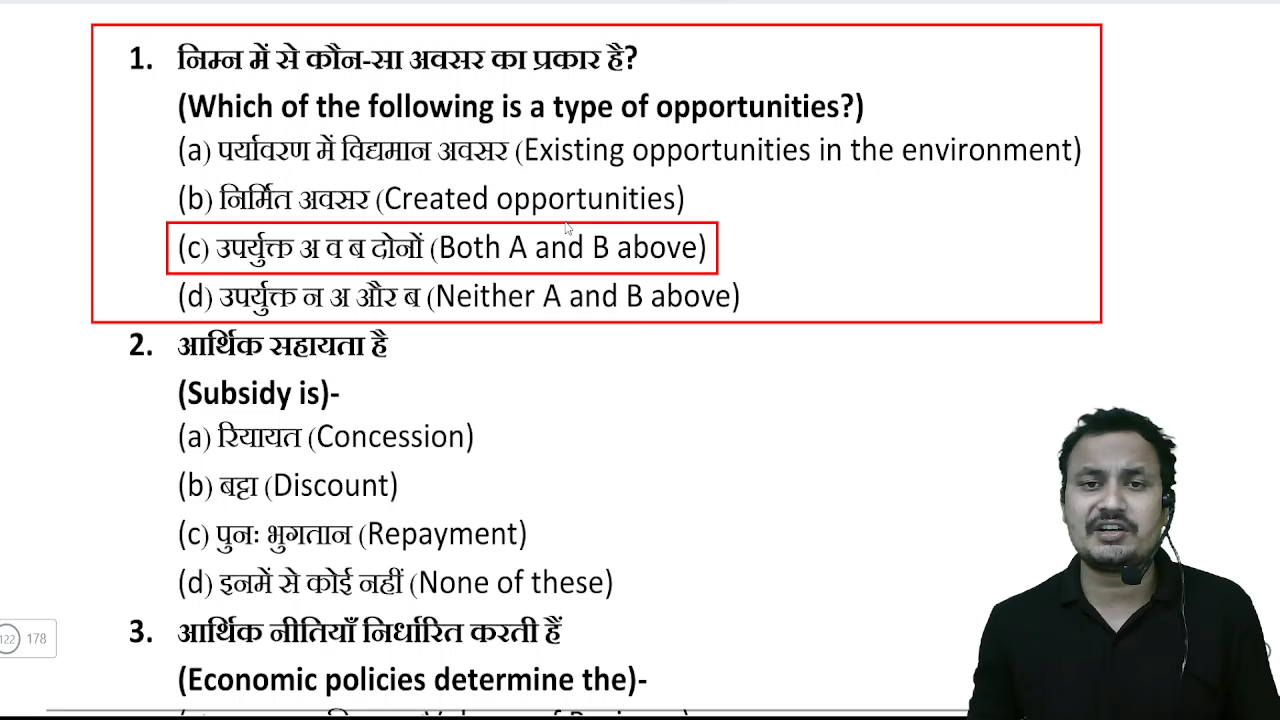 1. निम्न में से कौन-सा अवसर का प्रकार है?
(Which of the following is a type of opportunities?)
(a) पर्यावरण में विद्यमान अवसर (Existing opportunities in the environment)
(b) निर्मित अवसर (Created opportunities)
(c) उपर्युक्त अ व ब दोनों (Both A and B above)
(d) उपर्युक्त न अ और ब (Neither A and B above)
2. आर्थिक सहायता है
(Subsidy is)-
(a) रियायत (Concession)
(b) बट्टा (Discount)
(c) पुनः भुगतान (Repayment)
(d) इनमें से कोई नहीं (None of these)
122 178
3. आर्थिक नीतियाँ निर्धारित करती हैं
(Economic policies determine the)-